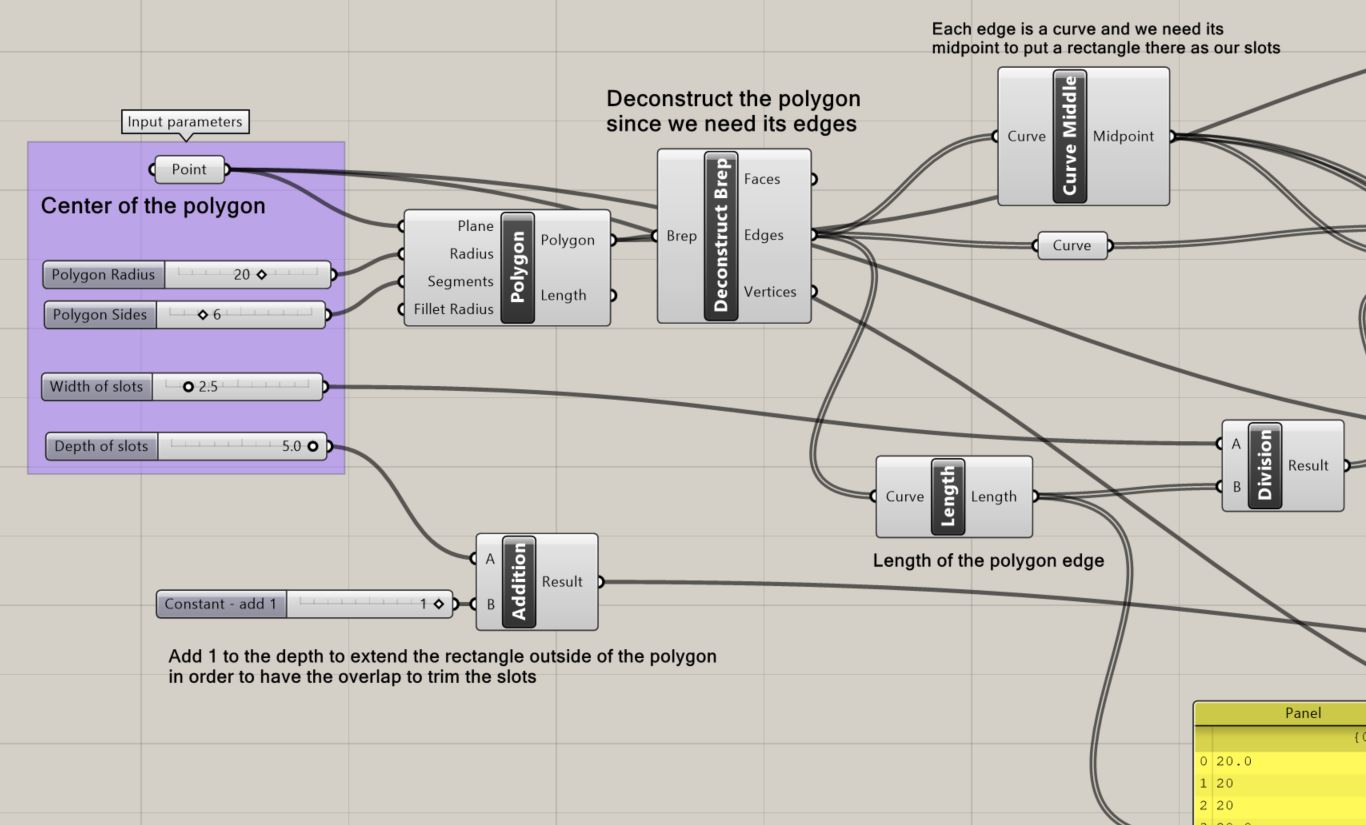 Each edge is a curve and we need its
midpoint to put a rectangle there as our slots
Input parameters
Point
Center of the polygon
Polygon Radius
20
Polygon Sides
6
Width of slots
2.5
Depth of slots
5.0
Plane
Radius
Segments
Fillet Radius
Polygon
Polygon
Length
Deconstruct the polygon
since we need its edges
Brep
Deconstruct Brep
Faces
Edges
Vertices
Curve
Curve Middle
Midpoint
Curve
A
B
Division
Result
Curve
Length
Length
Length of the polygon edge
A
B
Addition
Result
Constant - add 1
1
Add 1 to the depth to extend the rectangle outside of the polygon
in order to have the overlap to trim the slots
Panel
0 20.0
1 20
2 20